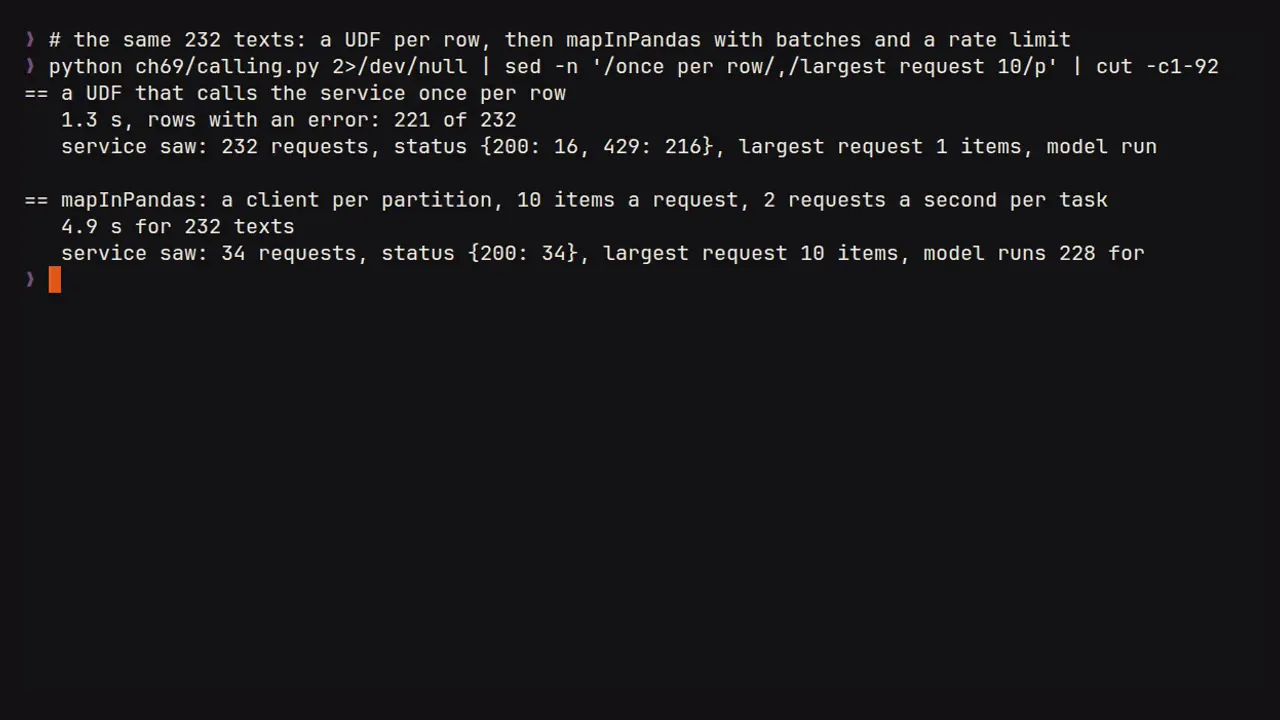 ❯ # the same 232 texts: a UDF per row, then mapInPandas with batches and a rate limit
❯ python ch69/calling.py 2>/dev/null | sed -n '/once per row/,/largest request 10/p' | cut -c1-92
== a UDF that calls the service once per row
   1.3 s, rows with an error: 221 of 232
   service saw: 232 requests, status {200: 16, 429: 216}, largest request 1 items, model run
== mapInPandas: a client per partition, 10 items a request, 2 requests a second per task
   4.9 s for 232 texts
   service saw: 34 requests, status {200: 34}, largest request 10 items, model runs 228 for
❯